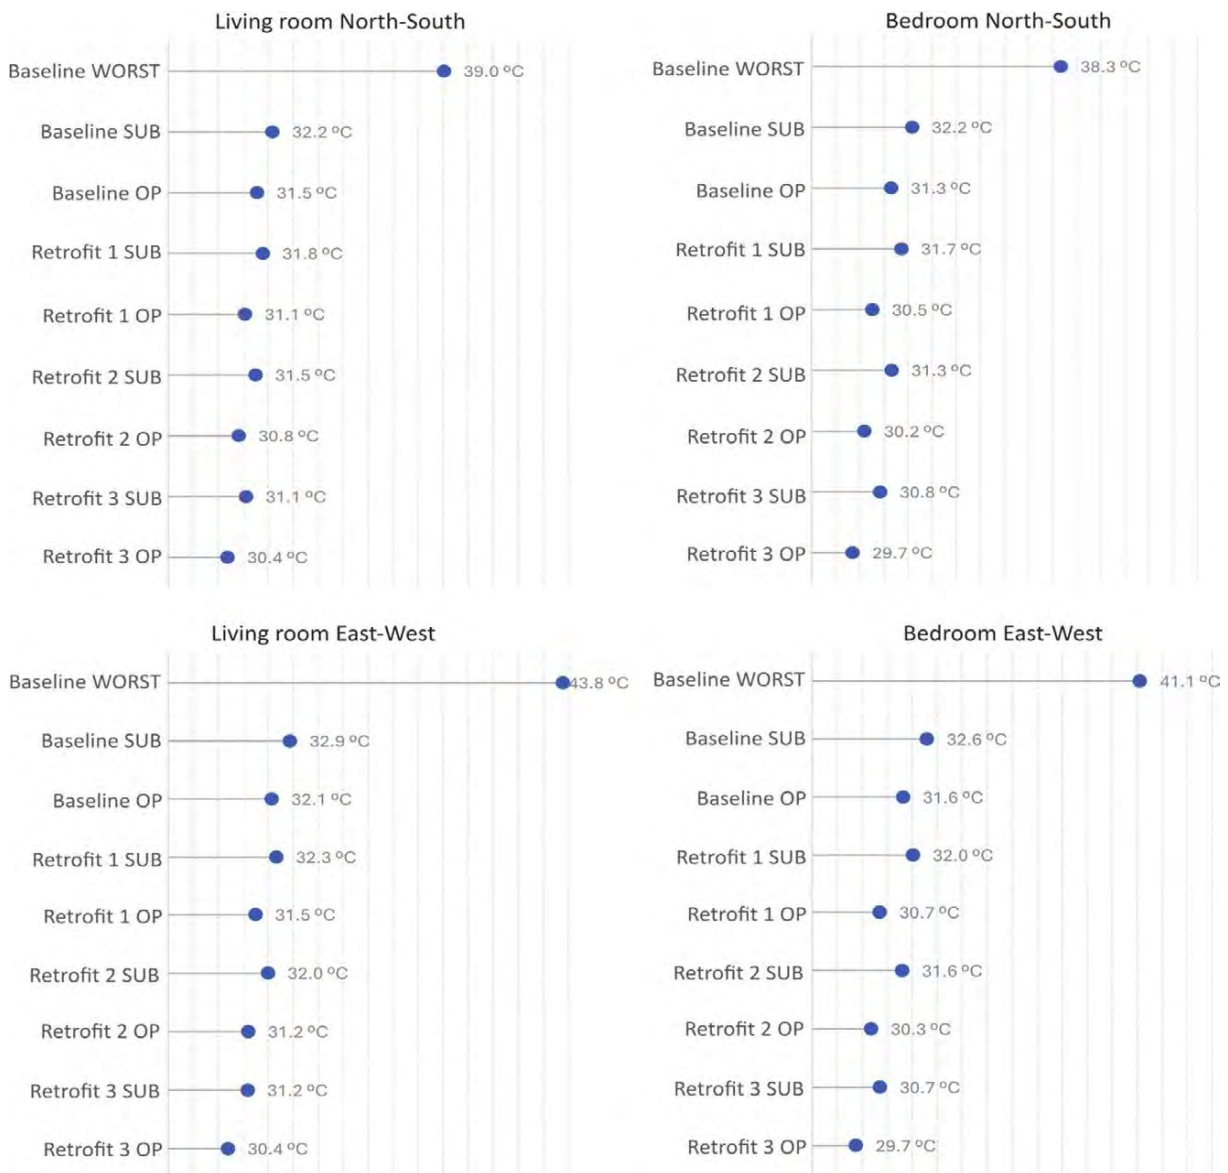 Living room North-South
Baseline WORST 39.0 ºC
Baseline SUB 32.2 ºC
Baseline OP 31.5 ºC
Retrofit 1 SUB 31.8 ºC
Retrofit 1 OP 31.1 ºC
Retrofit 2 SUB 31.5 ºC
Retrofit 2 OP 30.8 ºC
Retrofit 3 SUB 31.1 ºC
Retrofit 3 OP 30.4 ºC
Bedroom North-South
Baseline WORST 38.3 ºC
Baseline SUB 32.2 ºC
Baseline OP 31.3 ºC
Retrofit 1 SUB 31.7 ºC
Retrofit 1 OP 30.5 ºC
Retrofit 2 SUB 31.3 ºC
Retrofit 2 OP 30.2 ºC
Retrofit 3 SUB 30.8 ºC
Retrofit 3 OP 29.7 ºC
Living room East-West
Baseline WORST 43.8 ºC
Baseline SUB 32.9 ºC
Baseline OP 32.1 ºC
Retrofit 1 SUB 32.3 ºC
Retrofit 1 OP 31.5 ºC
Retrofit 2 SUB 32.0 ºC
Retrofit 2 OP 31.2 ºC
Retrofit 3 SUB 31.2 ºC
Retrofit 3 OP 30.4 ºC
Bedroom East-West
Baseline WORST 41.1 ºC
Baseline SUB 32.6 ºC
Baseline OP 31.6 ºC
Retrofit 1 SUB 32.0 ºC
Retrofit 1 OP 30.7 ºC
Retrofit 2 SUB 31.6 ºC
Retrofit 2 OP 30.3 ºC
Retrofit 3 SUB 30.7 ºC
Retrofit 3 OP 29.7 ºC